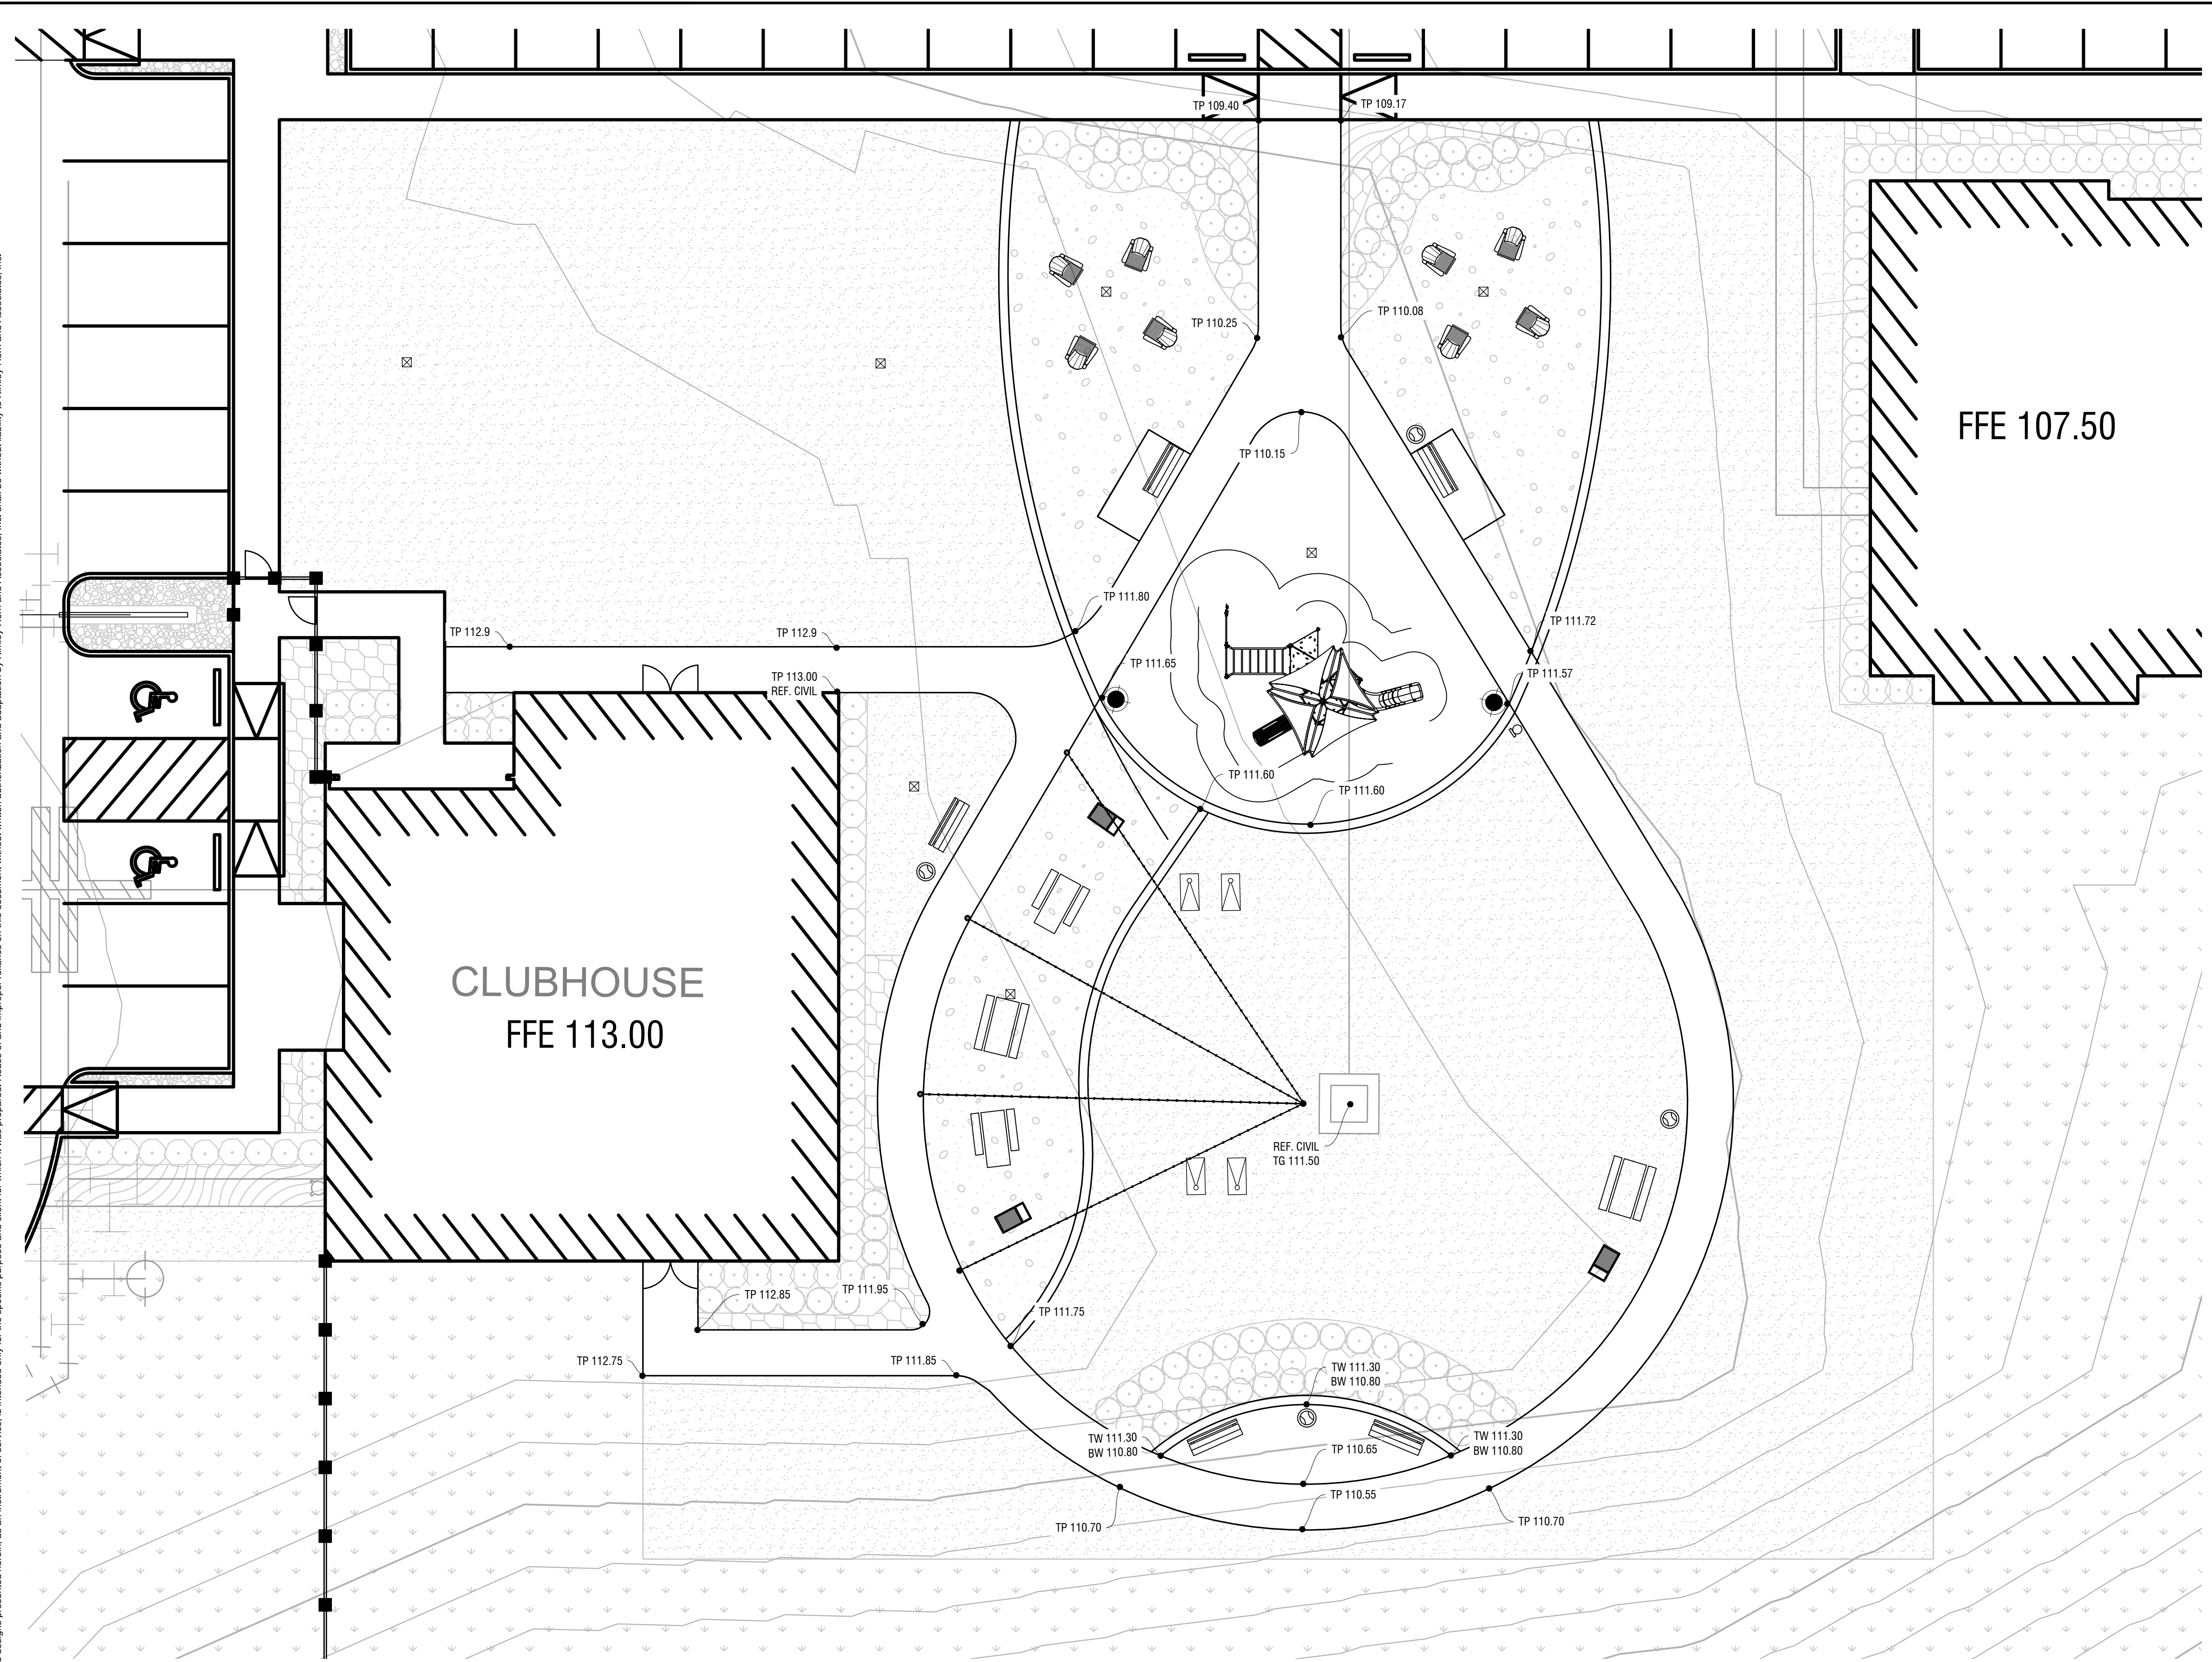 TP 109.40
TP 109.17
TP 110.25
TP 110.08
FFE 107.50
TP 110.15
TP 111.80
TP 111.72
TP 112.9
TP 112.9
TP 111.65
TP 111.57
TP 113.00
REF. CIVIL
TP 111.60
TP 111.60
CLUBHOUSE
FFE 113.00
REF. CIVIL
TG 111.50
TP 112.85
TP 111.95
TP 111.75
TP 112.75
TP 111.85
TW 111.30
BW 110.80
TW 111.30
BW 110.80
TW 111.30
BW 110.80
TP 110.65
TP 110.55
TP 110.70
TP 110.70